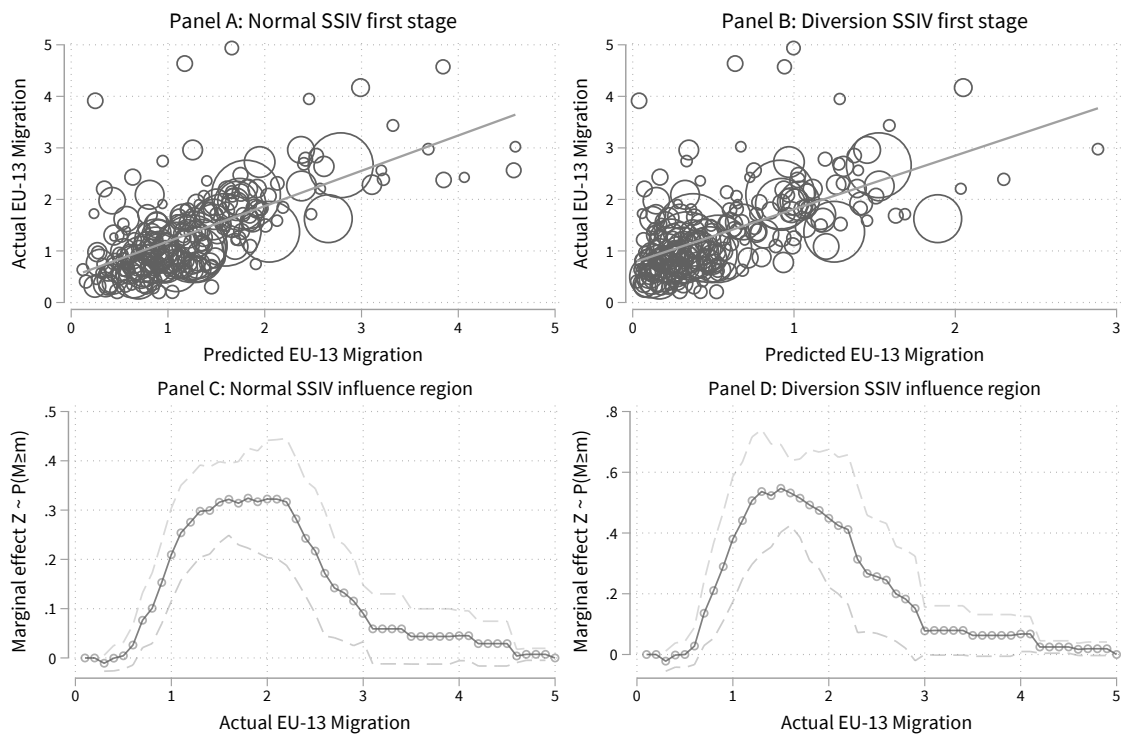 Panel A: Normal SSIV first stage
Actual EU-13 Migration
5
4
3
2
1
0
0 1 2 3 4 5
Predicted EU-13 Migration
Panel B: Diversion SSIV first stage
Actual EU-13 Migration
5
4
3
2
1
0
0 1 2 3
Predicted EU-13 Migration
Panel C: Normal SSIV influence region
Marginal effect Z ~ P(M≥m)
.5
.4
.3
.2
.1
0
0 1 2 3 4 5
Actual EU-13 Migration
Panel D: Diversion SSIV influence region
Marginal effect Z ~ P(M≥m)
.8
.6
.4
.2
0
0 1 2 3 4 5
Actual EU-13 Migration